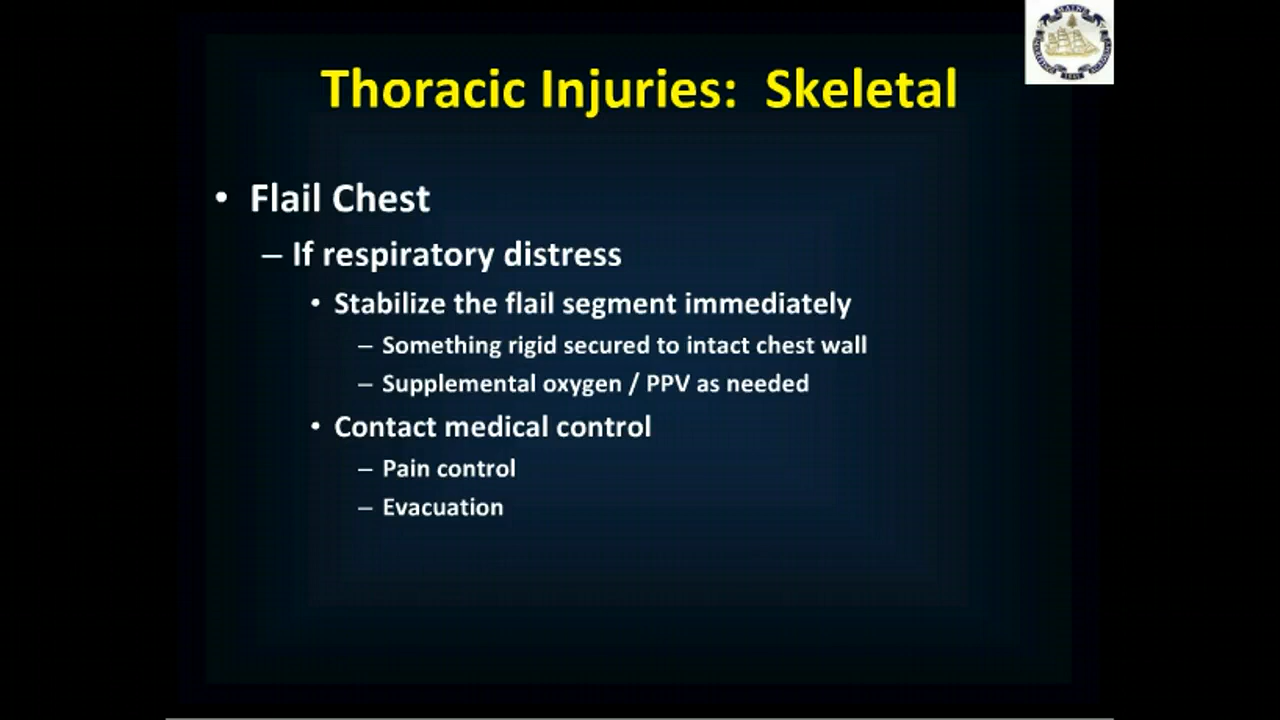 MAINE
Thoracic Injuries: Skeletal
• Flail Chest
– If respiratory distress
• Stabilize the flail segment immediately
– Something rigid secured to intact chest wall
– Supplemental oxygen / PPV as needed
• Contact medical control
– Pain control
– Evacuation